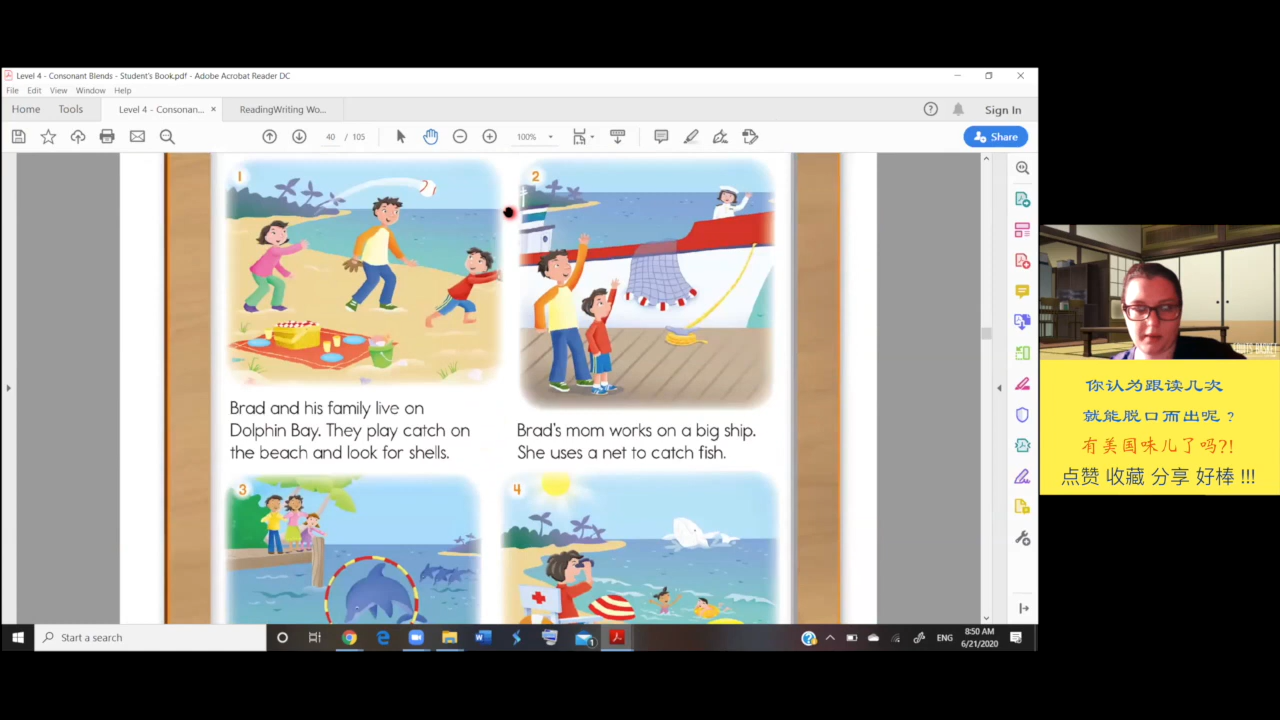 Level 4 - Consonant Blends - Student's Book.pdf - Adobe Acrobat Reader DC
File Edit View Window Help
Home Tools Level 4 - Consonan... × ReadingWriting Wo... Sign In
40 / 105 100% Share
1
2
Brad and his family live on
Dolphin Bay. They play catch on
the beach and look for shells.
Brad's mom works on a big ship.
She uses a net to catch fish.
3
4
你认为跟读几次
就能脱口而出呢？
有美国味儿了吗?!
点赞 收藏 分享 好棒 !!!
Start a search
ENG
8:50 AM
6/21/2020